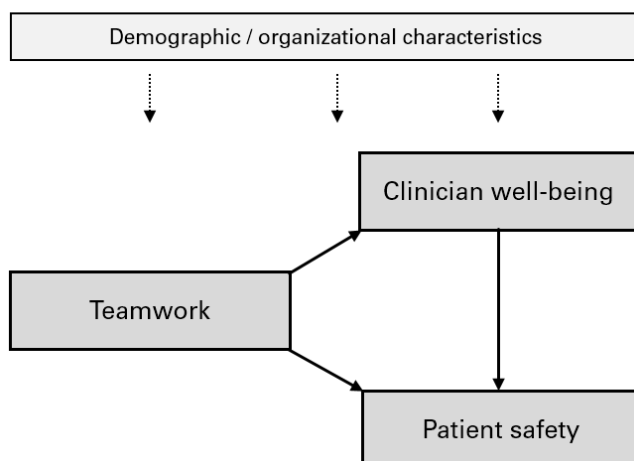 Demographic / organizational characteristics
Clinician well-being
Teamwork
Patient safety